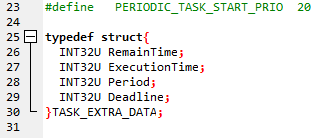 23 #define PERIODIC_TASK_START_PRIO 20
24
25 typedef struct{
26 INT32U RemainTime;
27 INT32U ExecutionTime;
28 INT32U Period;
29 INT32U Deadline;
30 }TASK_EXTRA_DATA;
31